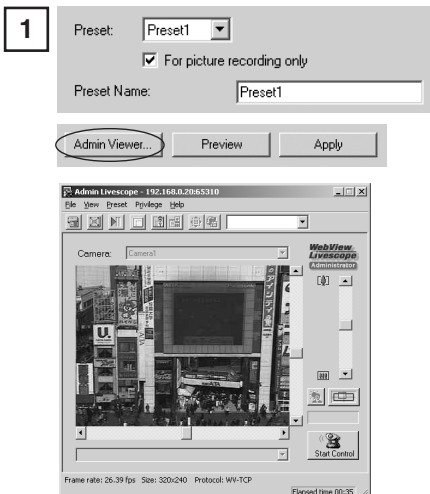 1
Preset: Preset1
For picture recording only
Preset Name: Preset1
Admin Viewer... Preview Apply
Admin Livescope - 192.168.0.20:65310
File View Preset Privilege Help
Camera: Camera1
WebView
Livescope
Administrator
U.
ALTA
Start Control
Frame rate: 26.39 fps Size: 320x240 Protocol: WV-TCP
Elapsed time 00:35